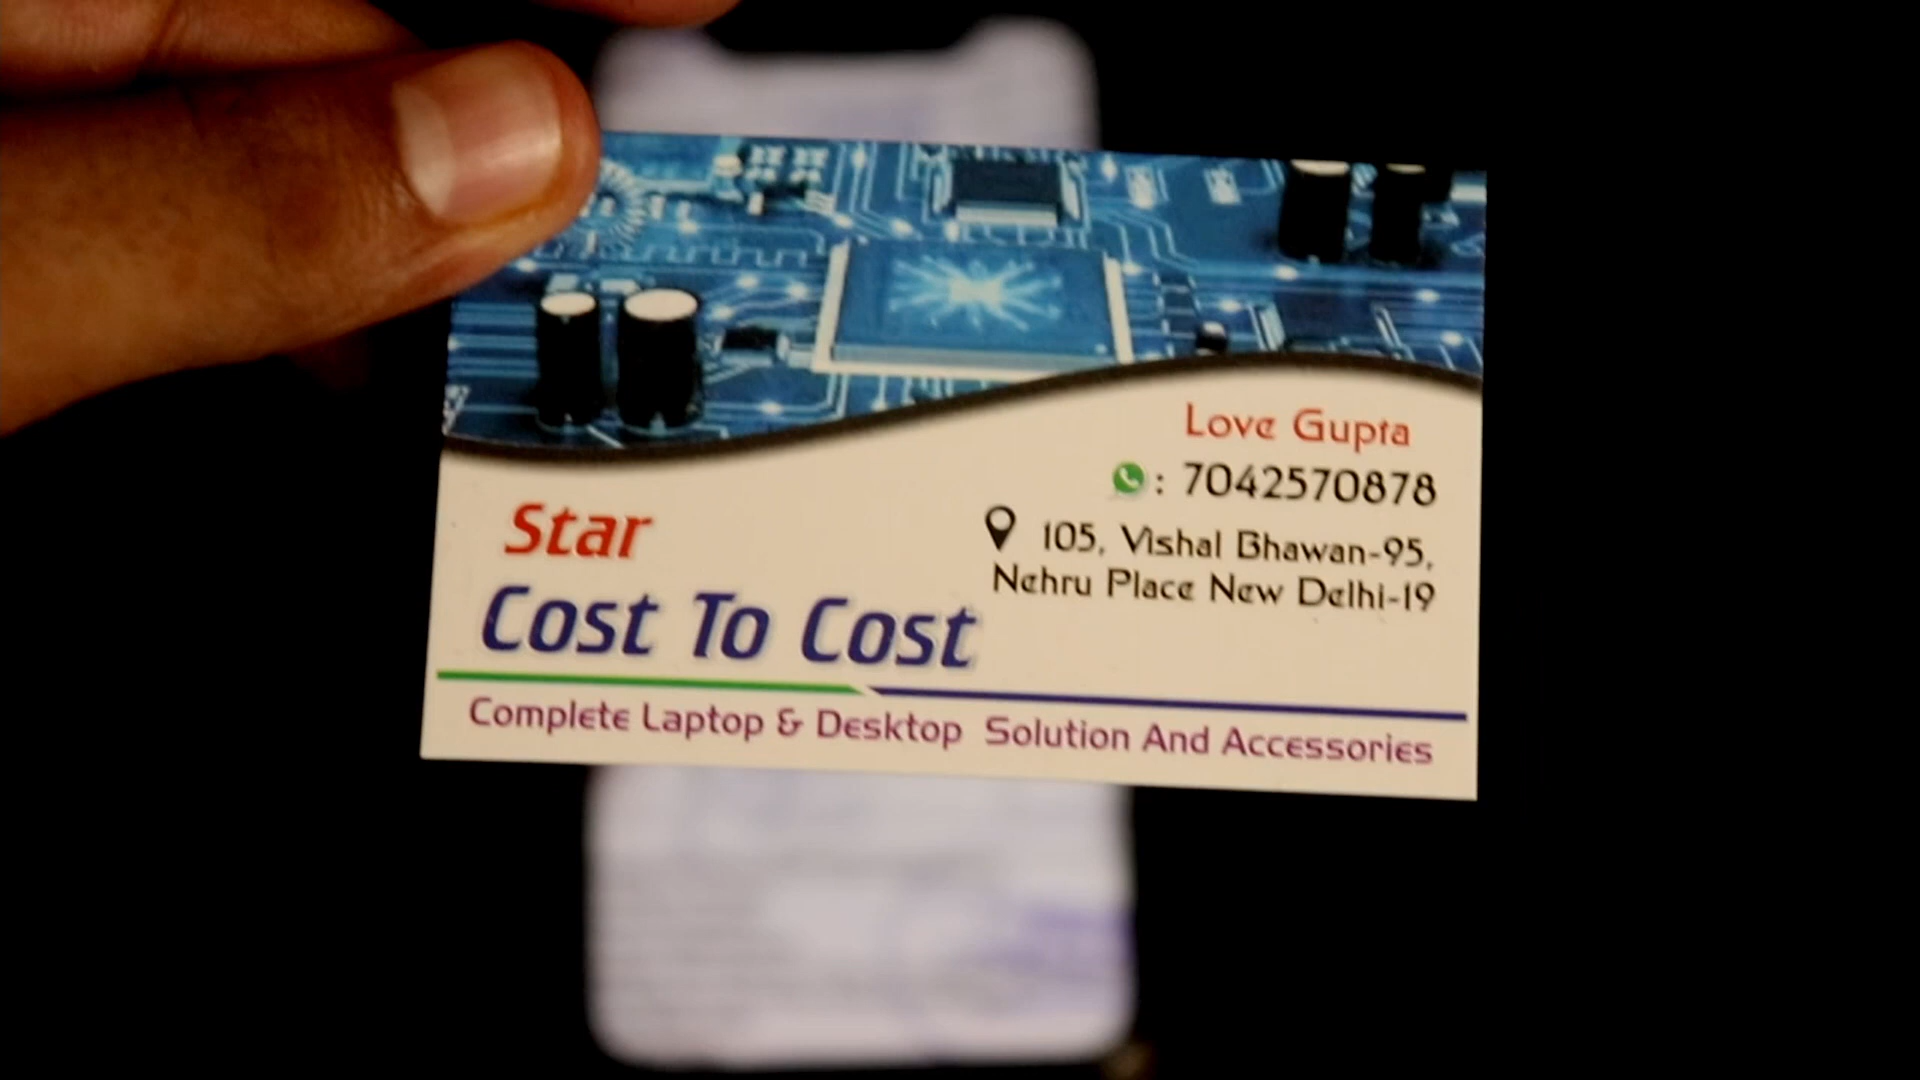 Love Gupta
: 7042570878
105, Vishal Bhawan-95,
Nehru Place New Delhi-19
Star
Cost To Cost
Complete Laptop & Desktop Solution And Accessories